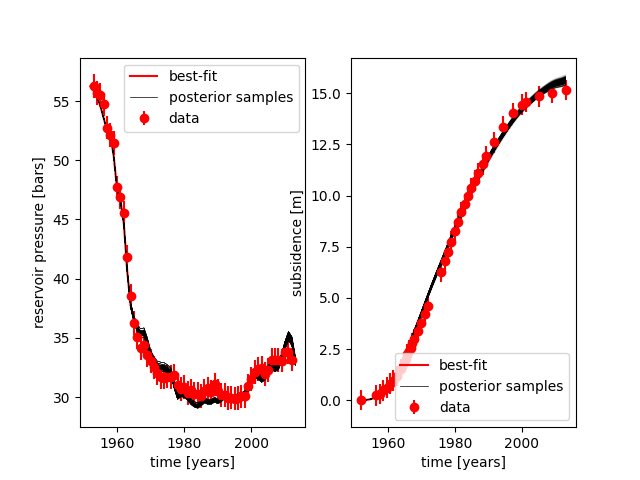 best-fit
posterior samples
data
55
50
45
40
35
30
1960
1980
2000
time [years]
reservoir pressure [bars]
15.0
12.5
10.0
7.5
5.0
2.5
0.0
best-fit
posterior samples
data
1960
1980
2000
time [years]
subsidence [m]